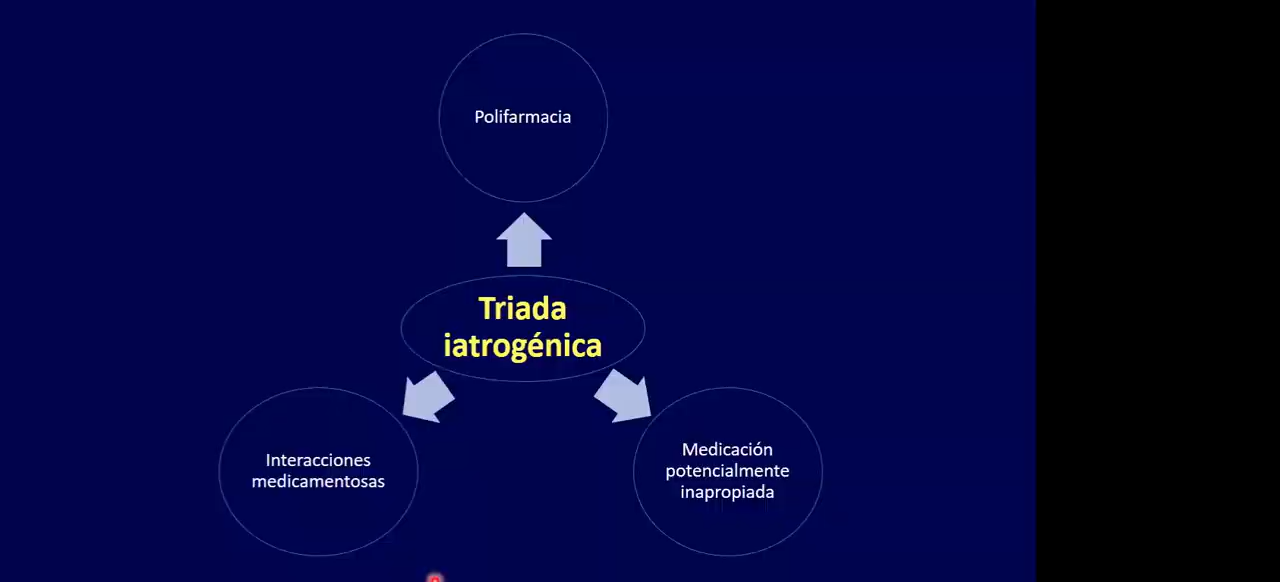 Polifarmacia
Triada
iatrogénica
Interacciones
medicamentosas
Medicación
potencialmente
inapropiada